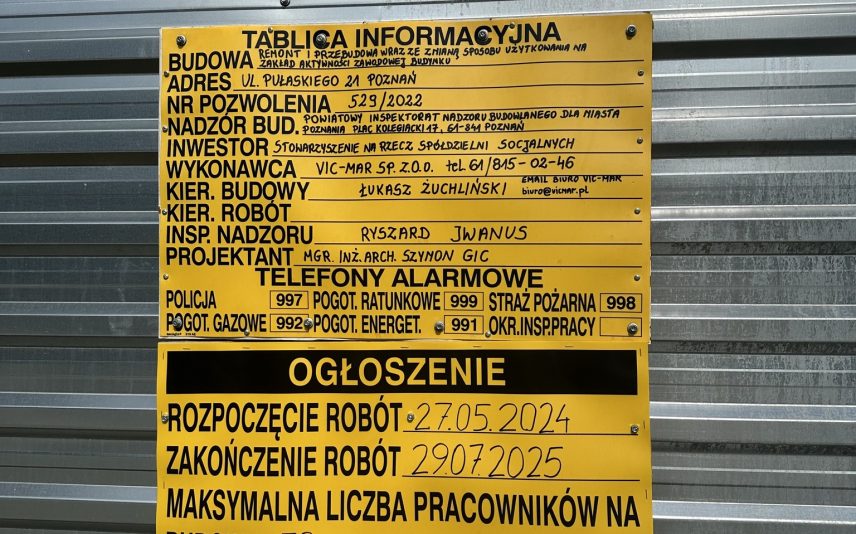 TABLICA INFORMACYJNA
BUDOWA REMONT I PRZEBUDOWA WRAZ ZE ZMIANĄ SPOSOBU UŻYTKOWANIA NA
ZAKŁAD AKTYWNOŚCI ZAWODOWEJ BUDYNKU
ADRES UL. PUŁASKIEGO 21 POZNAŃ
NR POZWOLENIA 529/2022
NADZÓR BUD. POWIATOWY INSPEKTORAT NADZORU BUDOWLANEGO DLA MIASTA
POZNANIA PLAC KOLEGIACKI 17, 61-841 POZNAŃ
INWESTOR STOWARZYSZENIE NA RZECZ SPÓŁDZIELNI SOCJALNYCH
WYKONAWCA VIC-MAR SP. Z.O.O. tel 61/815-02-46
KIER. BUDOWY ŁUKASZ ŻUCHLIŃSKI EMAIL BIURO VIC-MAR
biuro@vicmar.pl
KIER. ROBÓT
INSP. NADZORU RYSZARD JWANUS
PROJEKTANT MGR. INŻ. ARCH. SZYMON GIC
TELEFONY ALARMOWE
POLICJA 997 POGOT. RATUNKOWE 999 STRAŻ POŻARNA 998
POGOT. GAZOWE 992 POGOT. ENERGET. 991 OKR.INSP.PRACY
OGŁOSZENIE
ROZPOCZĘCIE ROBÓT 27.05.2024
ZAKOŃCZENIE ROBÓT 29.07.2025
MAKSYMALNA LICZBA PRACOWNIKÓW NA